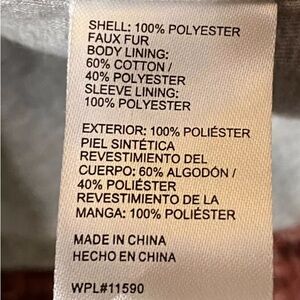 SHELL: 100% POLYESTER
FAUX FUR
BODY LINING:
60% COTTON /
40% POLYESTER
SLEEVE LINING:
100% POLYESTER
EXTERIOR: 100% POLIÉSTER
PIEL SINTÉTICA
REVESTIMIENTO DEL
CUERPO: 60% ALGODÓN /
40% POLIÉSTER
REVESTIMIENTO DE LA
MANGA: 100% POLIÉSTER
MADE IN CHINA
HECHO EN CHINA
WPL#11590